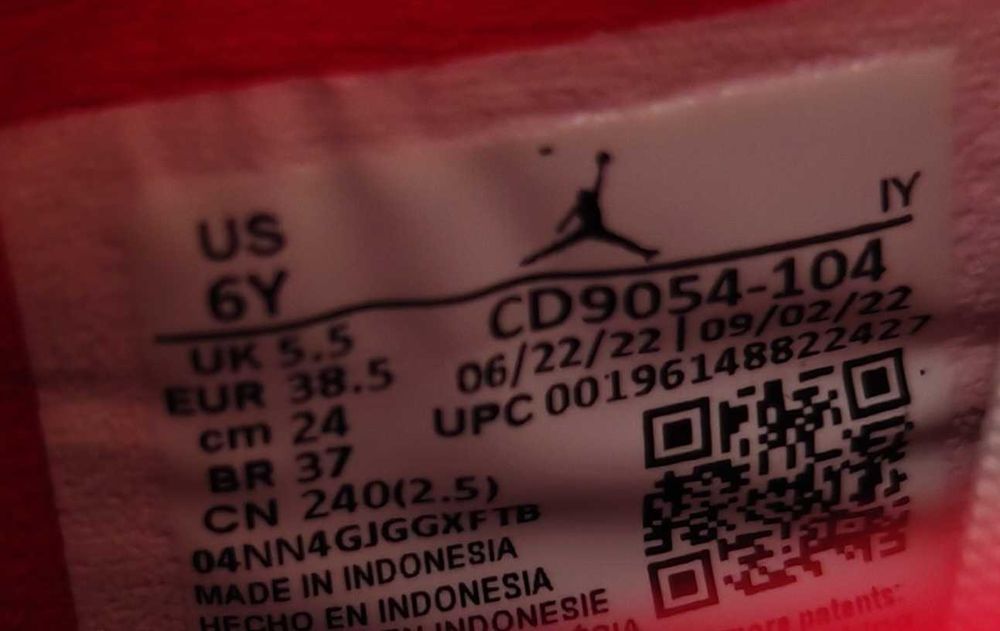 IY
US
6Y
CD9054-104
06/22/22 | 09/02/22
UPC 00196148822427
UK 5.5
EUR 38.5
cm 24
BR 37
CN 240(2.5)
04NN4GJGGXFTB
MADE IN INDONESIA
HECHO EN INDONESIA
EN INDONESIE
patents: